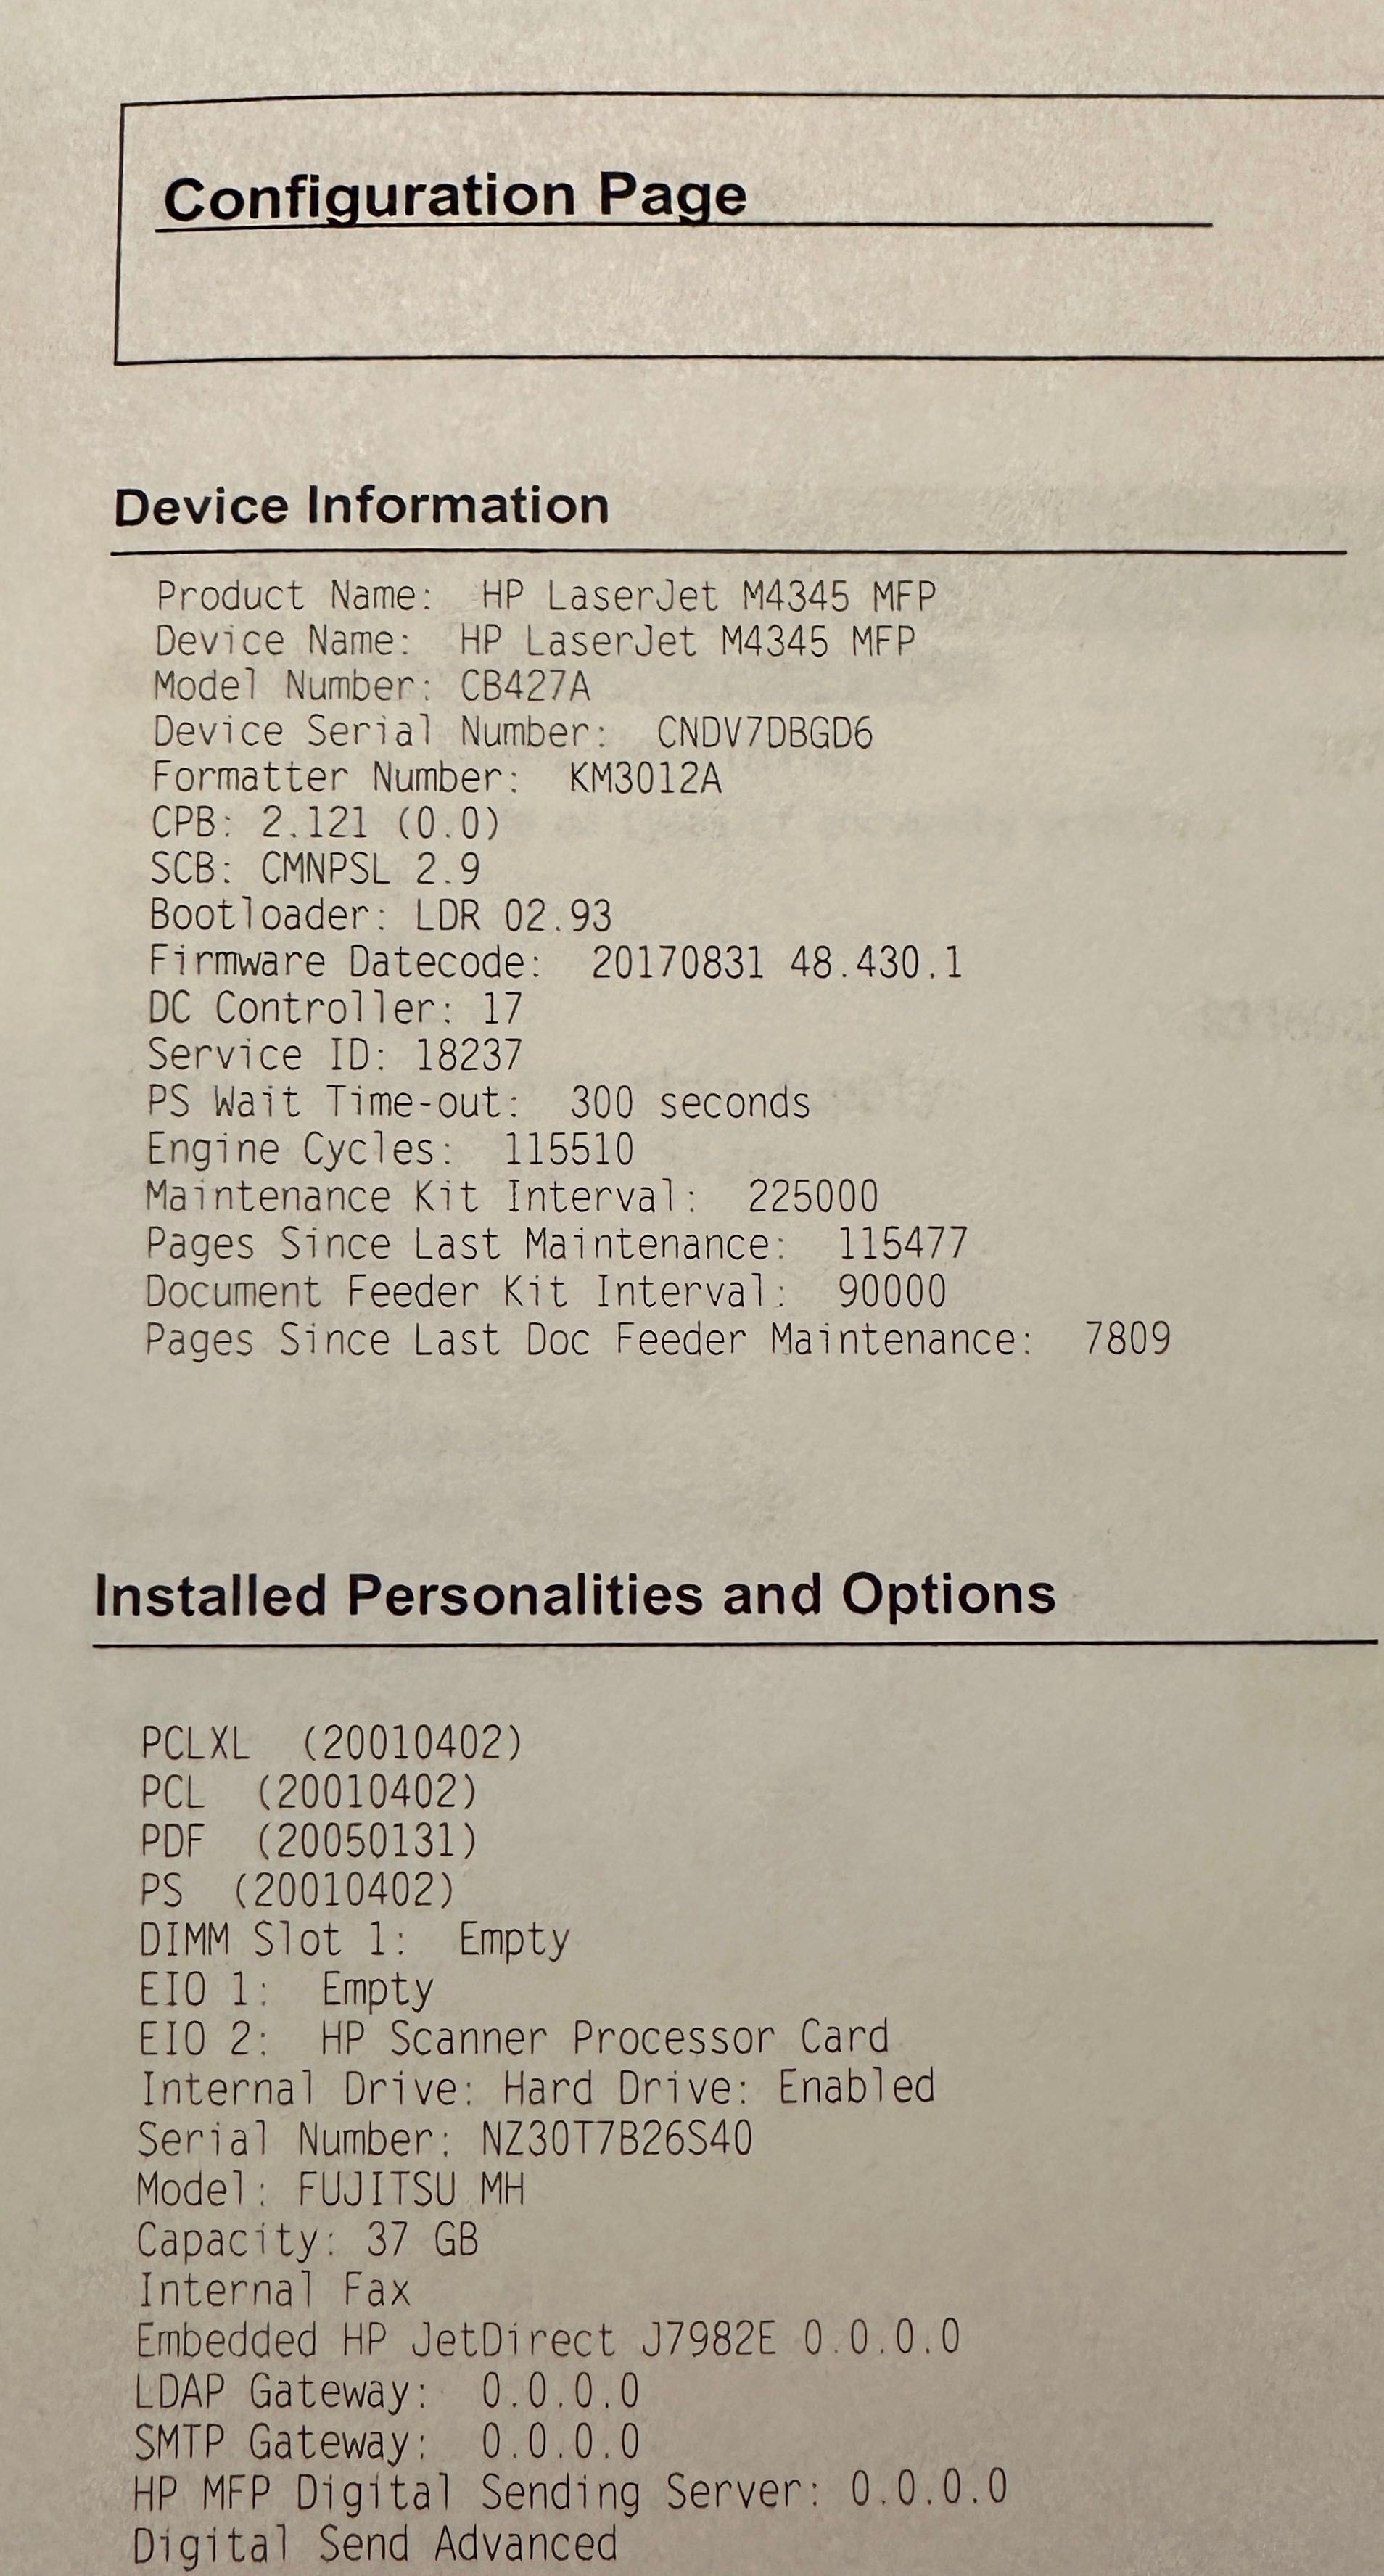 Configuration Page
Device Information
Product Name: HP LaserJet M4345 MFP
Device Name: HP LaserJet M4345 MFP
Model Number: CB427A
Device Serial Number: CNDV7DBGD6
Formatter Number: KM3012A
CPB: 2.121 (0.0)
SCB: CMNPSL 2.9
Bootloader: LDR 02.93
Firmware Datecode: 20170831 48.430.1
DC Controller: 17
Service ID: 18237
PS Wait Time-out: 300 seconds
Engine Cycles: 115510
Maintenance Kit Interval: 225000
Pages Since Last Maintenance: 115477
Document Feeder Kit Interval: 90000
Pages Since Last Doc Feeder Maintenance: 7809
Installed Personalities and Options
PCLXL (20010402)
PCL (20010402)
PDF (20050131)
PS (20010402)
DIMM Slot 1: Empty
EIO 1: Empty
EIO 2: HP Scanner Processor Card
Internal Drive: Hard Drive: Enabled
Serial Number: NZ30T7B26S40
Model: FUJITSU MH
Capacity: 37 GB
Internal Fax
Embedded HP JetDirect J7982E 0.0.0.0
LDAP Gateway: 0.0.0.0
SMTP Gateway: 0.0.0.0
HP MFP Digital Sending Server: 0.0.0.0
Digital Send Advanced